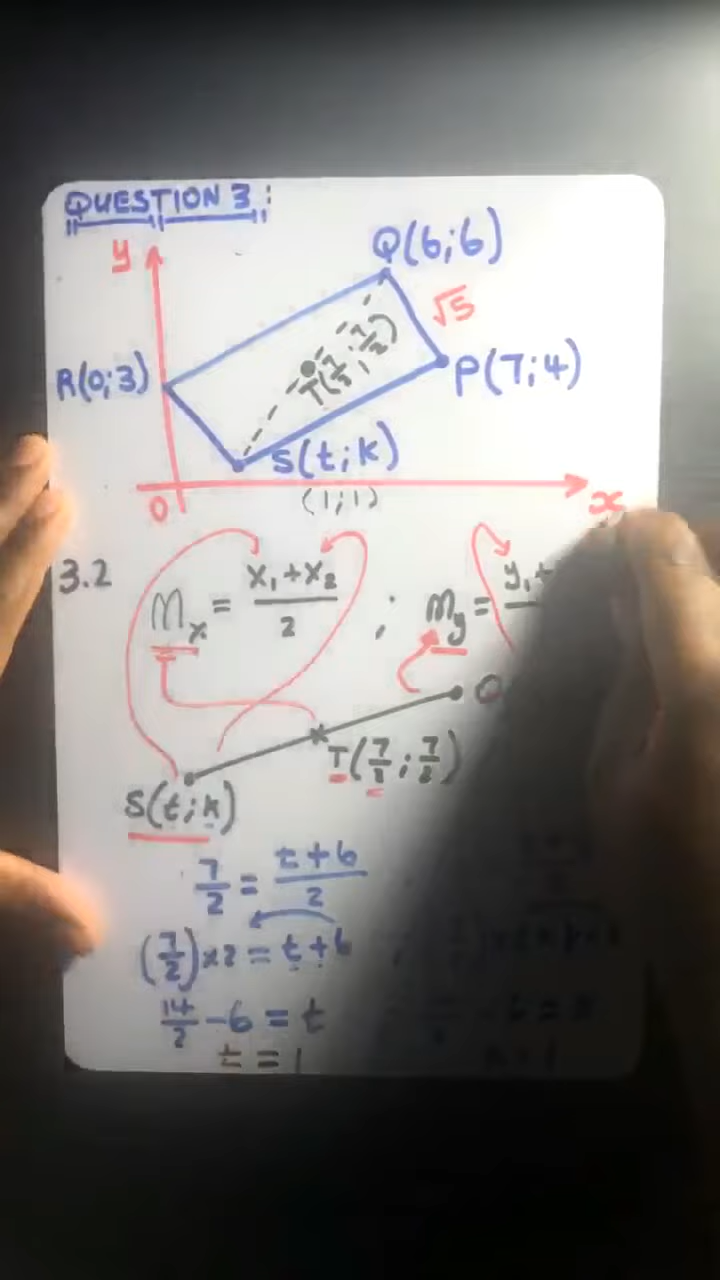 QUESTION 3:
y
Q(6;6)
√5
R(0;3)
T(7/2;7/2)
P(7;4)
S(t;k)
0
(1;1)
x
3.2
Mx = x₁+x₂/2 ; My = y₁+
T(7/2;7/2)
S(t;k)
7/2 = t+6/2
(7/2)×2 = t+6
14/2 -6 = t
t = 1